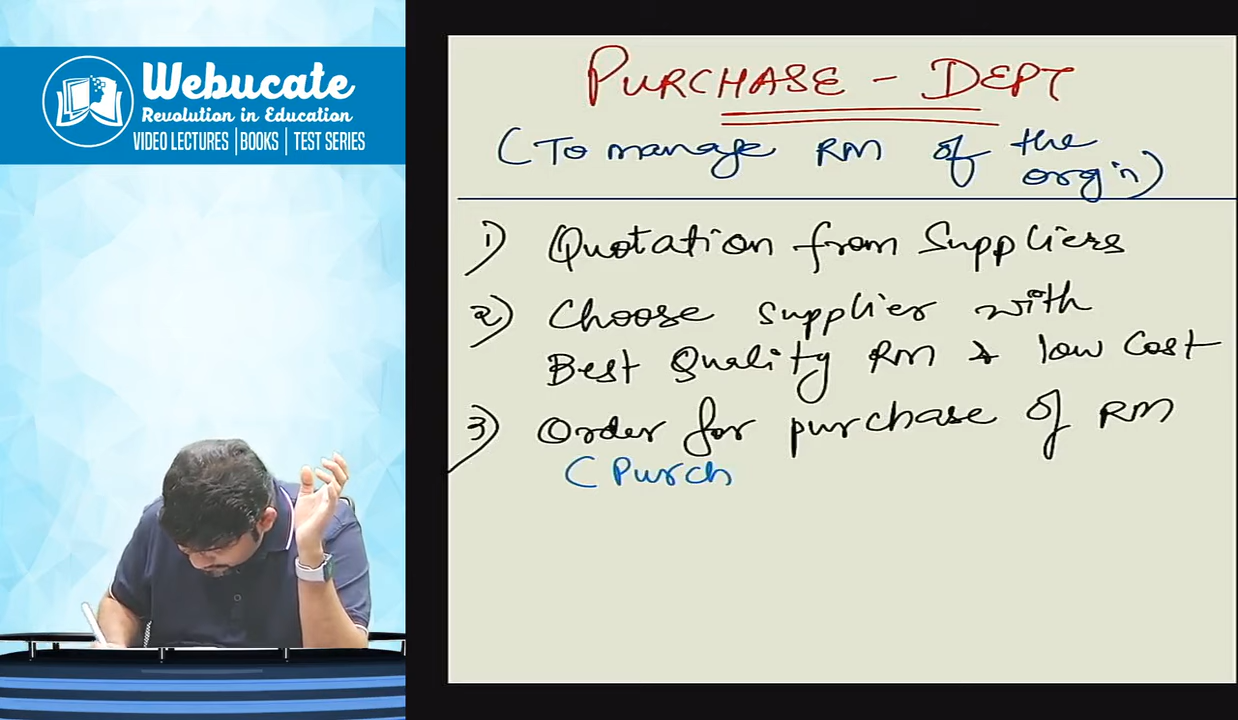 Webucate
Revolution in Education
VIDEO LECTURES | BOOKS | TEST SERIES
PURCHASE - DEPT
(To manage RM of the orgn)
1) Quotation from Suppliers
2) Choose supplier with
Best Quality RM & low cost
3) Order for purchase of RM
(Purch